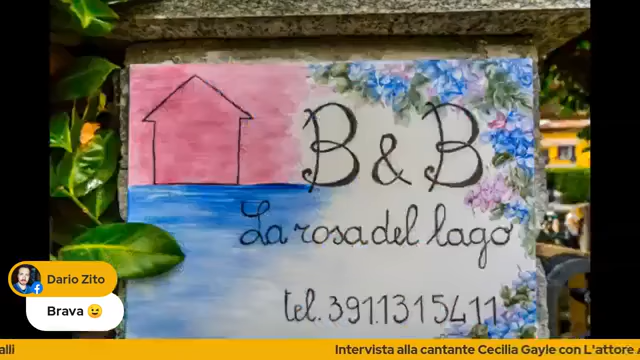 B & B
La rosa del lago
tel. 391.1315411
Dario Zito
Brava 😉
alli
Intervista alla cantante Cecilia Gayle con L'attore